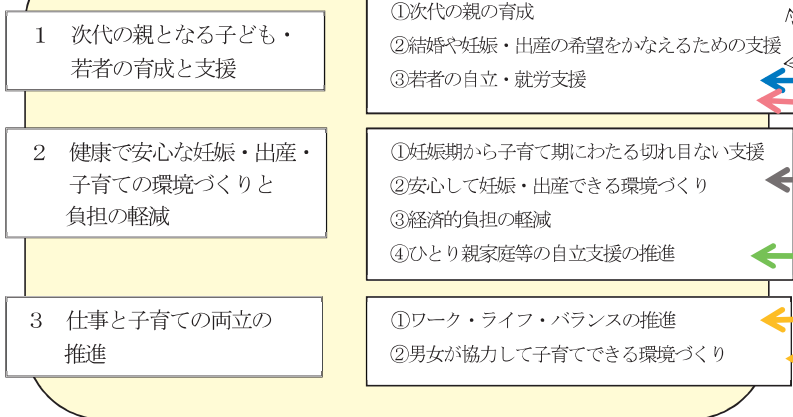 1　次代の親となる子ども・
若者の育成と支援
①次代の親の育成
②結婚や妊娠・出産の希望をかなえるための支援
③若者の自立・就労支援
2　健康で安心な妊娠・出産・
子育ての環境づくりと
負担の軽減
①妊娠期から子育て期にわたる切れ目ない支援
②安心して妊娠・出産できる環境づくり
③経済的負担の軽減
④ひとり親家庭等の自立支援の推進
3　仕事と子育ての両立の
推進
①ワーク・ライフ・バランスの推進
②男女が協力して子育てできる環境づくり